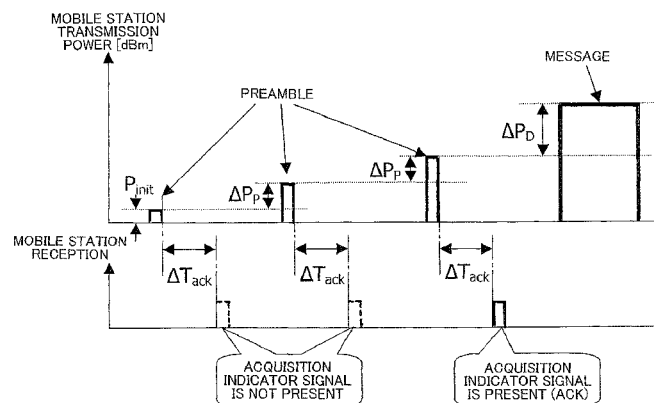 MOBILE STATION
TRANSMISSION
POWER [dBm]
MESSAGE
PREAMBLE
ΔP_D
ΔP_P
P_init
ΔP_P
MOBILE STATION
RECEPTION
ΔT_ack
ΔT_ack
ΔT_ack
ACQUISITION
INDICATOR SIGNAL
IS NOT PRESENT
ACQUISITION
INDICATOR SIGNAL
IS PRESENT (ACK)